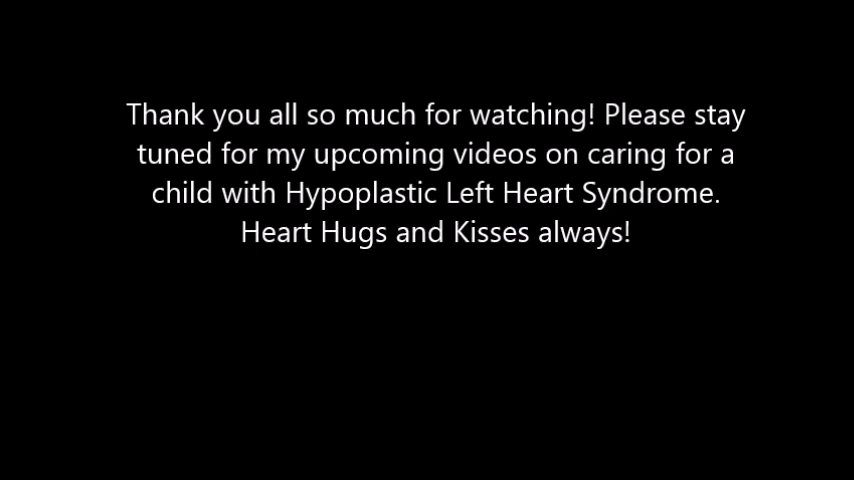 Thank you all so much for watching! Please stay
tuned for my upcoming videos on caring for a
child with Hypoplastic Left Heart Syndrome.
Heart Hugs and Kisses always!